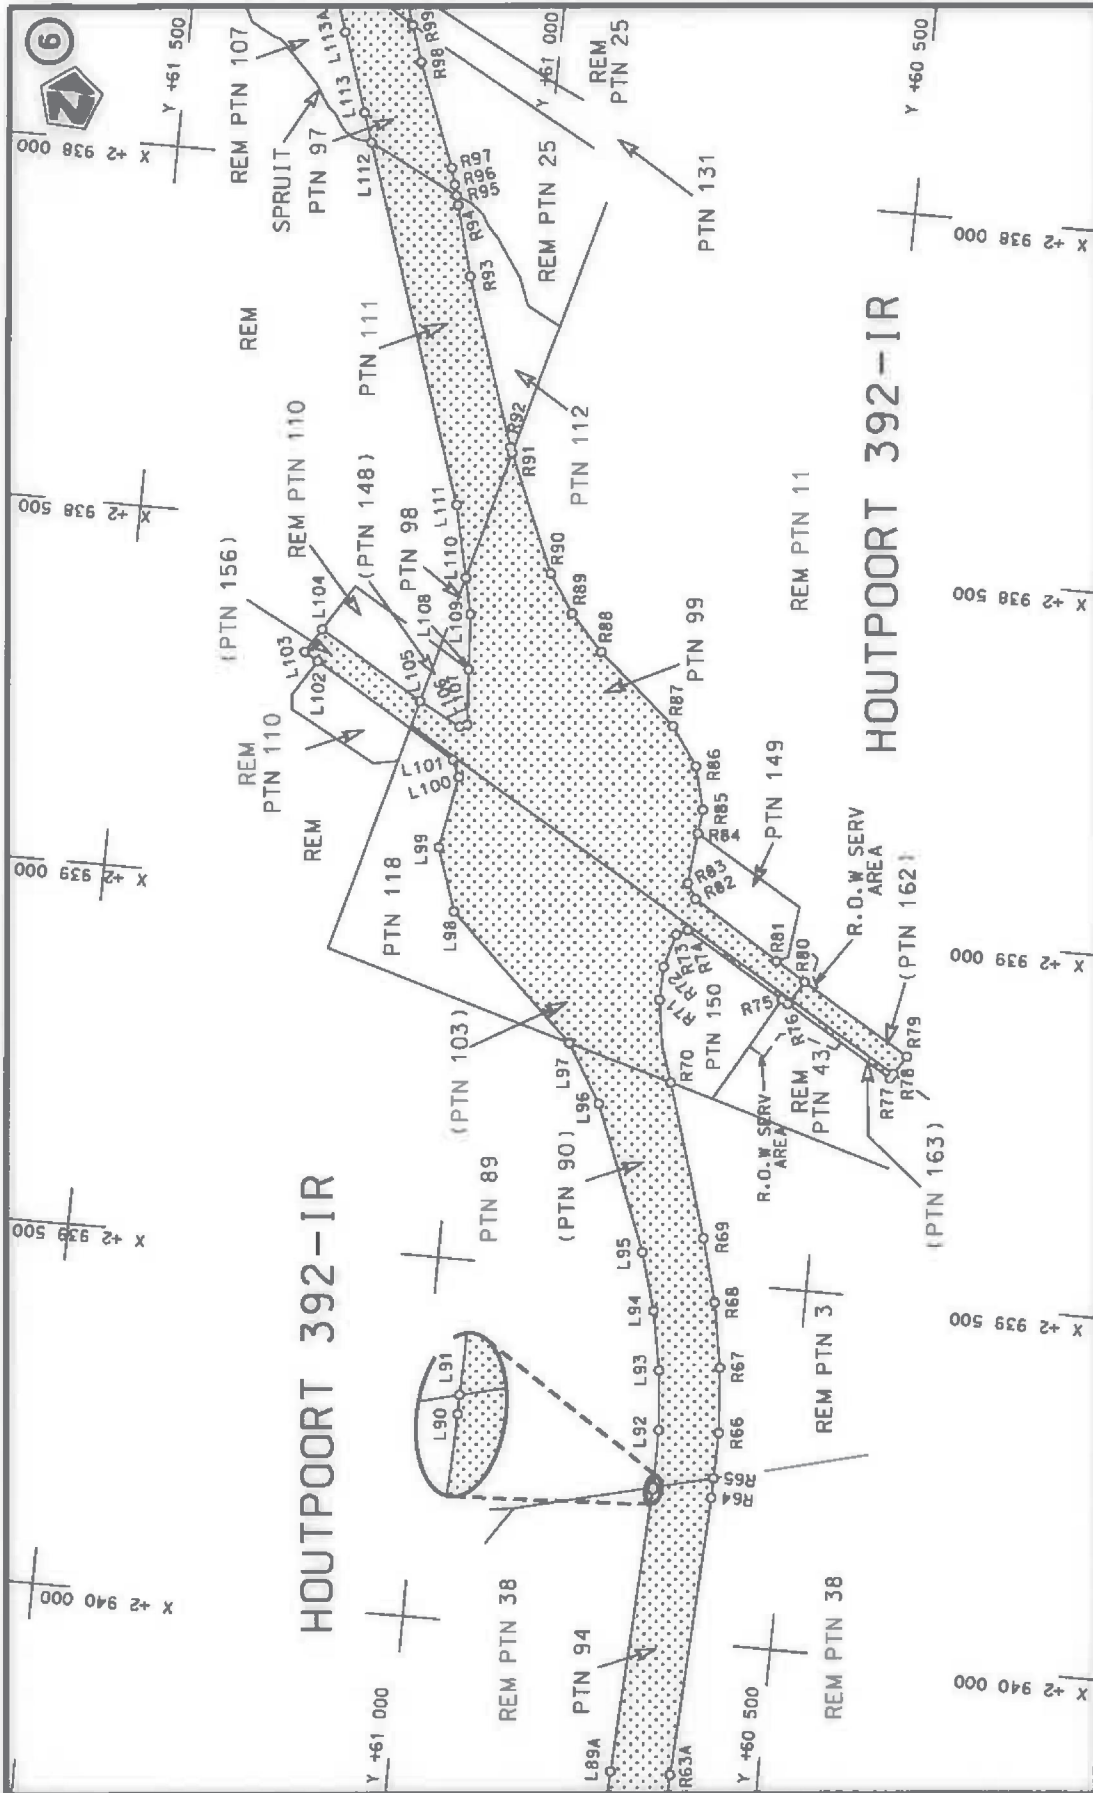 6
N
Y +61 500
X +2 938 000
REM PTN 107
SPRUIT
PTN 97
L113A
L113
L112
R99
R98
R97
R96
R95
R94
R93
Y +61 000
REM
PTN 25
REM PTN 25
PTN 131
Y +60 500
X +2 938 000
REM
PTN 111
PTN 112
R92
R91
HOUTPOORT 392-IR
X +2 938 500
REM PTN 110
(PTN 148)
PTN 98
(PTN 156)
L111
L110
L109
L108
L107
L106
L105
L104
L103
L102
L101
L100
R90
R89
R88
REM PTN 11
PTN 99
X +2 938 500
R87
R86
R85
R84
R83
R82
R81
R80
PTN 149
R.O.W SERV
AREA
(PTN 162)
REM
PTN 110
REM
X +2 939 000
L99
L98
PTN 118
(PTN 103)
L97
L96
R71
R72
R73
R74
R75
R76
R77
R78
R79
R70
PTN 150
REM
PTN 43
R.O.W SERV
AREA
(PTN 163)
X +2 939 000
HOUTPOORT 392-IR
PTN 89
(PTN 90)
X +2 939 500
L95
L94
L93
L92
L91
L90
R69
R68
R67
R66
R65
R64
REM PTN 3
X +2 939 500
X +2 940 000
REM PTN 38
PTN 94
REM PTN 38
Y +61 000
L89A
R63A
Y +60 500
X +2 940 000